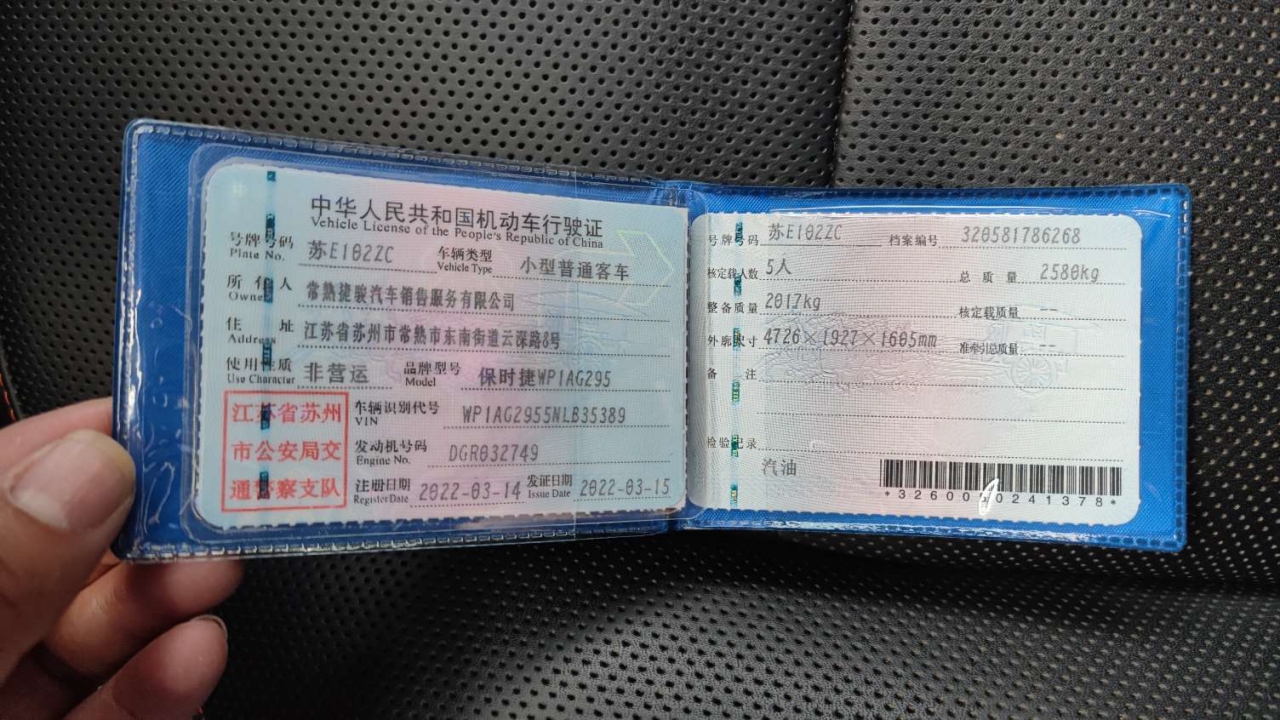 中华人民共和国机动车行驶证
Vehicle License of the People's Republic of China
号牌号码 苏E102ZC 车辆类型 小型普通客车
Plate No. Vehicle Type
所有人 常熟捷骏汽车销售服务有限公司
Owner
住址 江苏省苏州市常熟市东南街道云深路8号
Address
使用性质 非营运 品牌型号 保时捷WP1AG295
Use Character Model
江苏省苏州
市公安局交
通警察支队
车辆识别代号 WP1AG2955NLB35389
VIN
发动机号码 DGR032749
Engine No.
注册日期 2022-03-14 发证日期 2022-03-15
Register Date Issue Date
号牌号码 苏E102ZC 档案编号 320581786268
核定载人数 5人 总质量 2580kg
整备质量 2017kg 核定载质量 --
外廓尺寸 4726×1927×1605mm 准牵引总质量 --
备注
检验记录
汽油
*3260010241378*